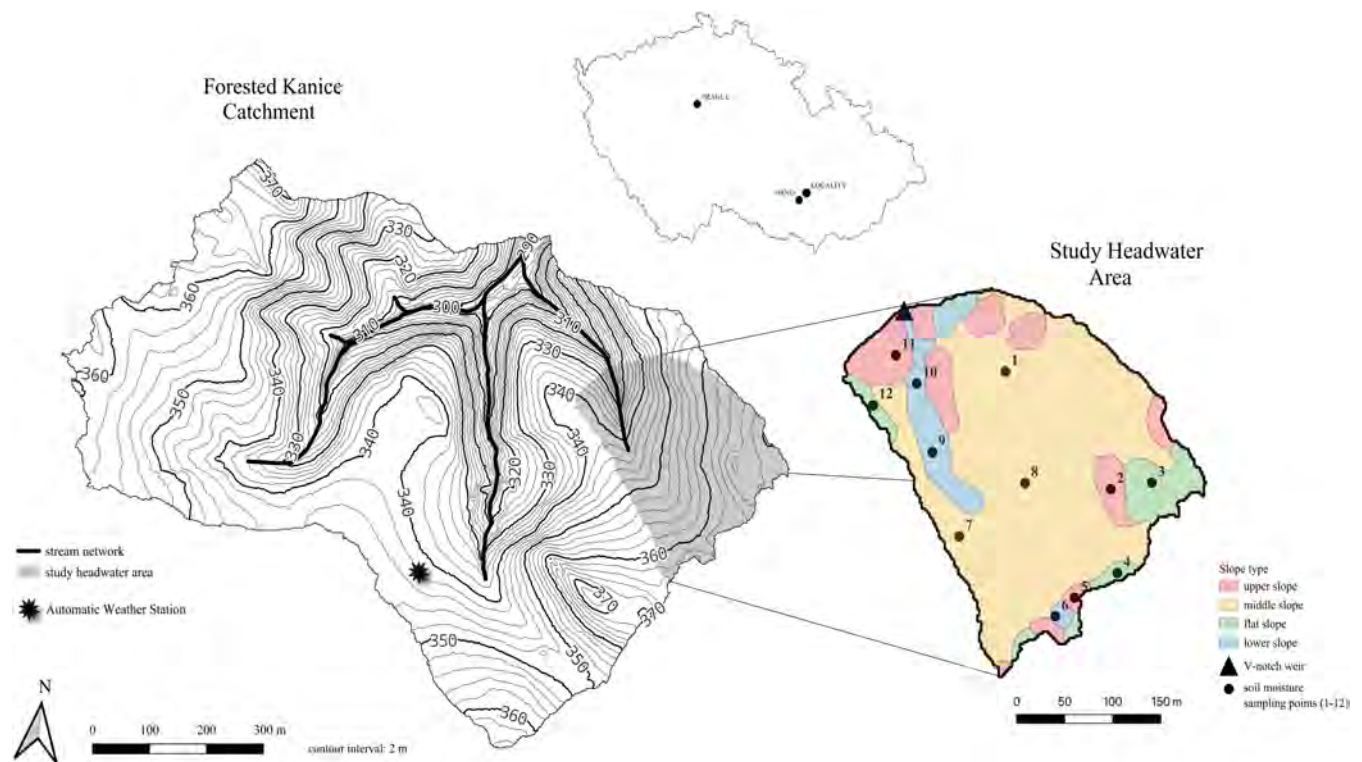 Forested Kanice
Catchment
PRAGUE
LOCALITY
BRNO
Study Headwater
Area
370
330
320
290
360
300
310
310
330
340
360
350
340
340
330
340
320
330
340
360
370
370
350
350
360
stream network
study headwater area
Automatic Weather Station
N
0 100 200 300 m
contour interval: 2 m
11
10
1
12
9
8
2
3
7
4
5
6
Slope type
upper slope
middle slope
flat slope
lower slope
V-notch weir
soil moisture
sampling points (1-12)
0 50 100 150 m